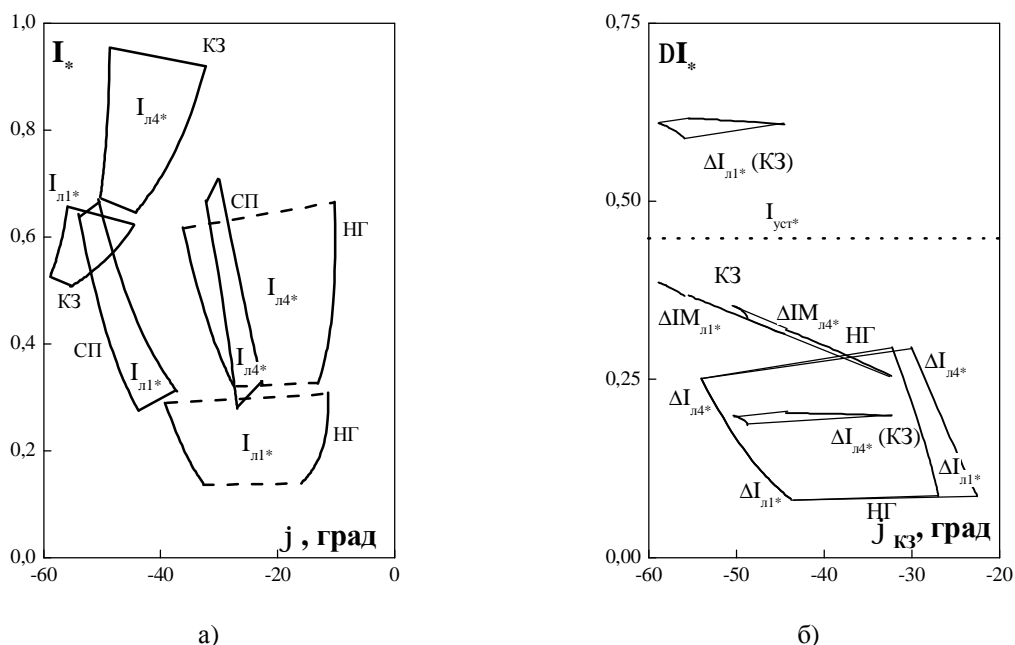 1,0
0,8
0,6
0,4
0,2
0,0
-60
-40
-20
0
I*
КЗ
Iл4*
Iл1*
КЗ
СП
НГ
Iл4*
СП
Iл1*
Iл4*
Iл1*
НГ
j , град
а)
0,75
0,50
0,25
0,00
-60
-50
-40
-30
-20
DI*
ΔIл1* (КЗ)
Iуст*
КЗ
ΔIMл1*
ΔIMл4*
НГ
ΔIл4*
ΔIл4*
ΔIл4* (КЗ)
ΔIл1*
ΔIл1*
НГ
j КЗ, град
б)